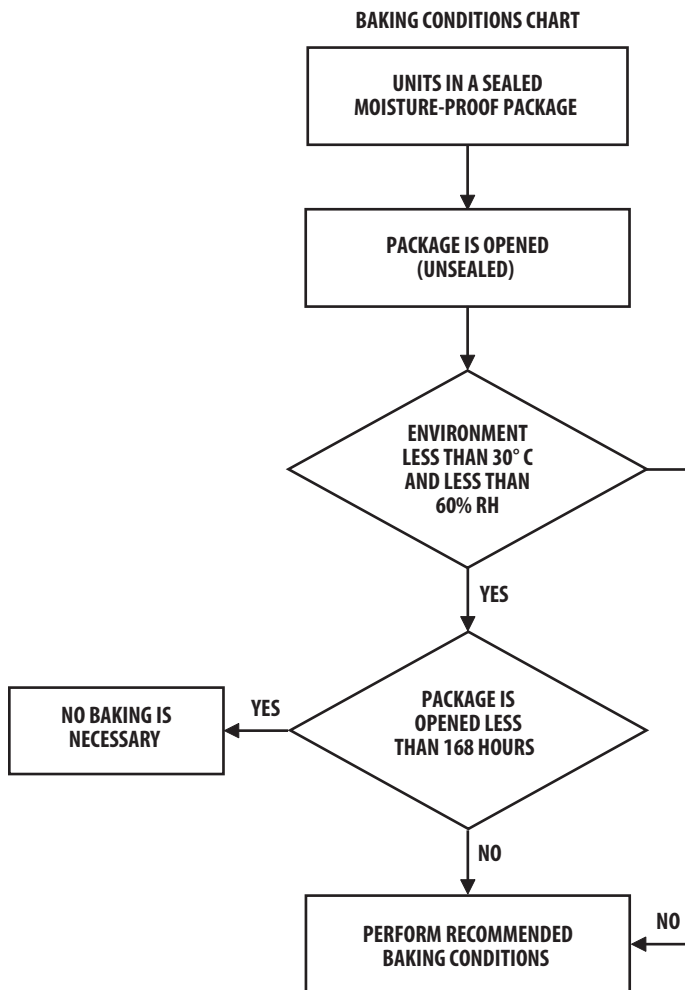 BAKING CONDITIONS CHART
UNITS IN A SEALED
MOISTURE-PROOF PACKAGE
PACKAGE IS OPENED
(UNSEALED)
ENVIRONMENT
LESS THAN 30° C
AND LESS THAN
60% RH
YES
PACKAGE IS
OPENED LESS
THAN 168 HOURS
YES
NO BAKING IS
NECESSARY
NO
PERFORM RECOMMENDED
BAKING CONDITIONS
NO